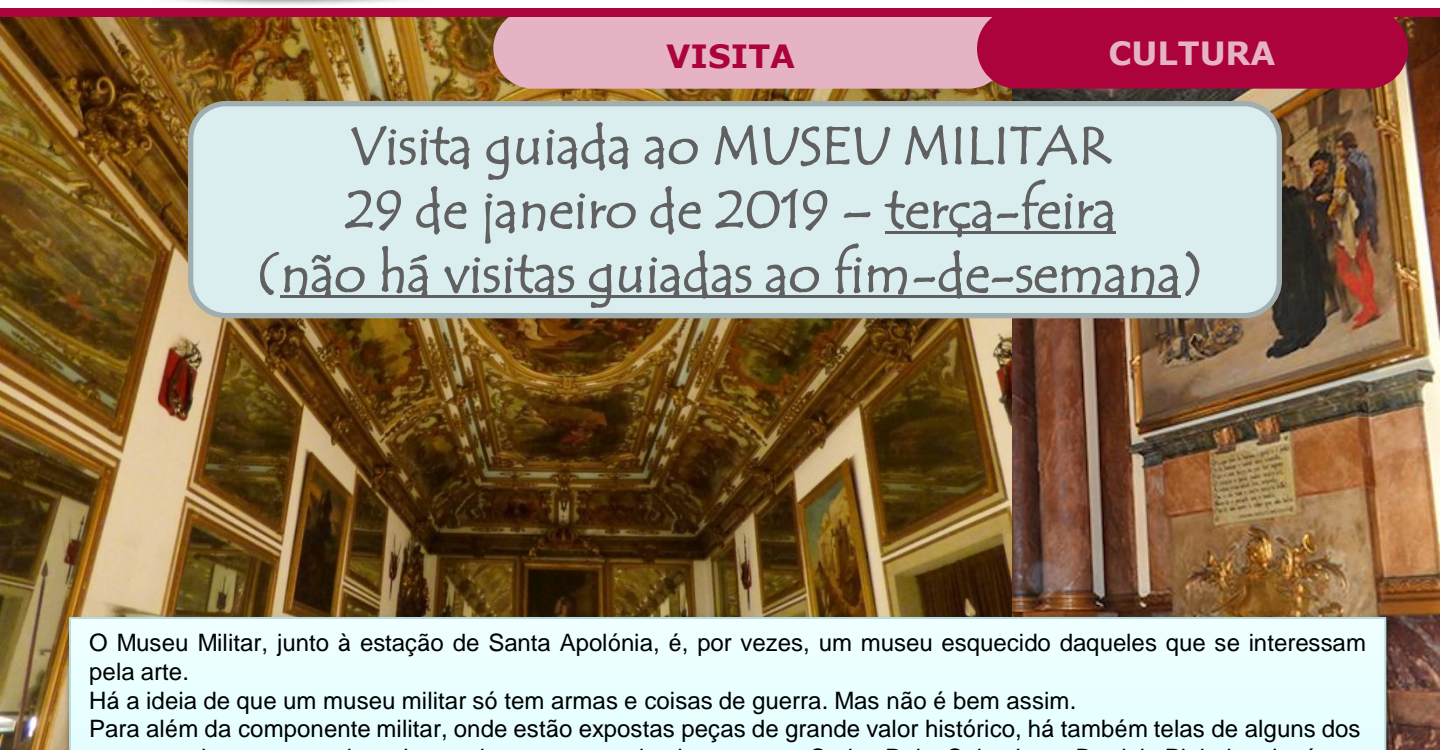 VISITA
CULTURA
Visita guiada ao MUSEU MILITAR
29 de janeiro de 2019 – terça-feira
(não há visitas guiadas ao fim-de-semana)
O Museu Militar, junto à estação de Santa Apolónia, é, por vezes, um museu esquecido daqueles que se interessam
pela arte.
Há a ideia de que um museu militar só tem armas e coisas de guerra. Mas não é bem assim.
Para além da componente militar, onde estão expostas peças de grande valor histórico, há também telas de alguns dos